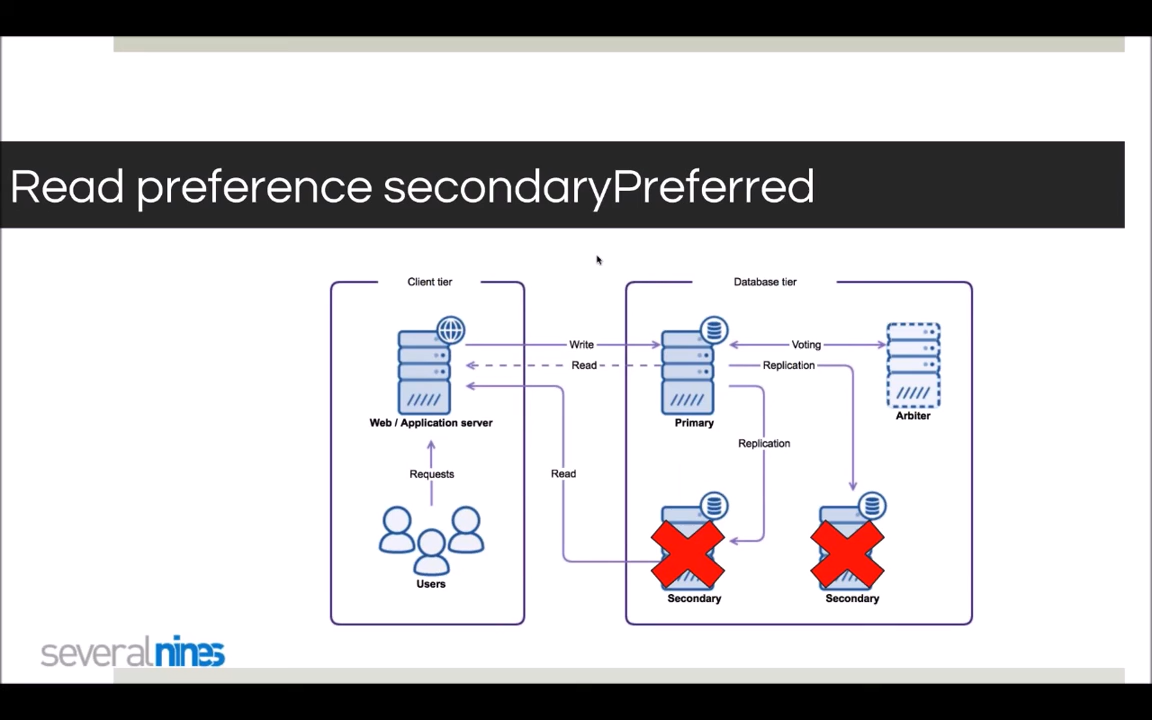 Read preference secondaryPreferred
Client tier
Database tier
Write
Voting
Read
Replication
Web / Application server
Primary
Arbiter
Replication
Requests
Read
Users
Secondary
Secondary
severalnines